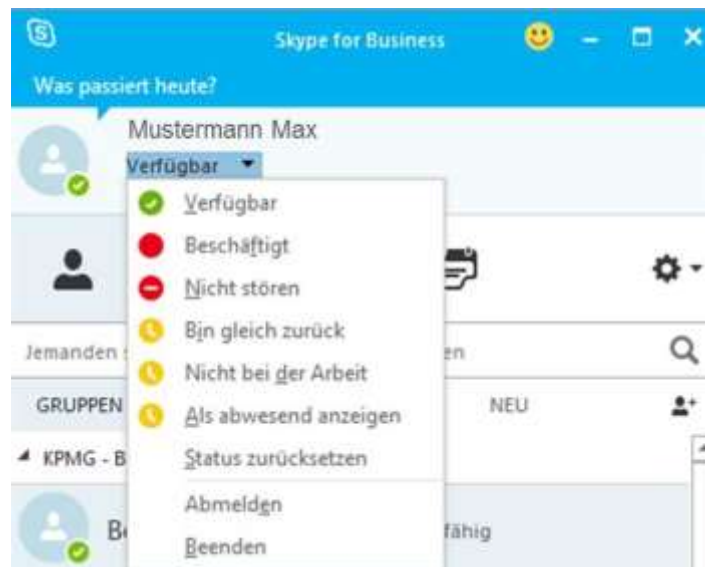 Skype for Business
Was passiert heute?
Mustermann Max
Verfügbar
Verfügbar
Beschäftigt
Nicht stören
Bin gleich zurück
Jemanden
en
Nicht bei der Arbeit
GRUPPEN
Als abwesend anzeigen
NEU
KPMG - B
Status zurücksetzen
Abmelden
fähig
Beenden